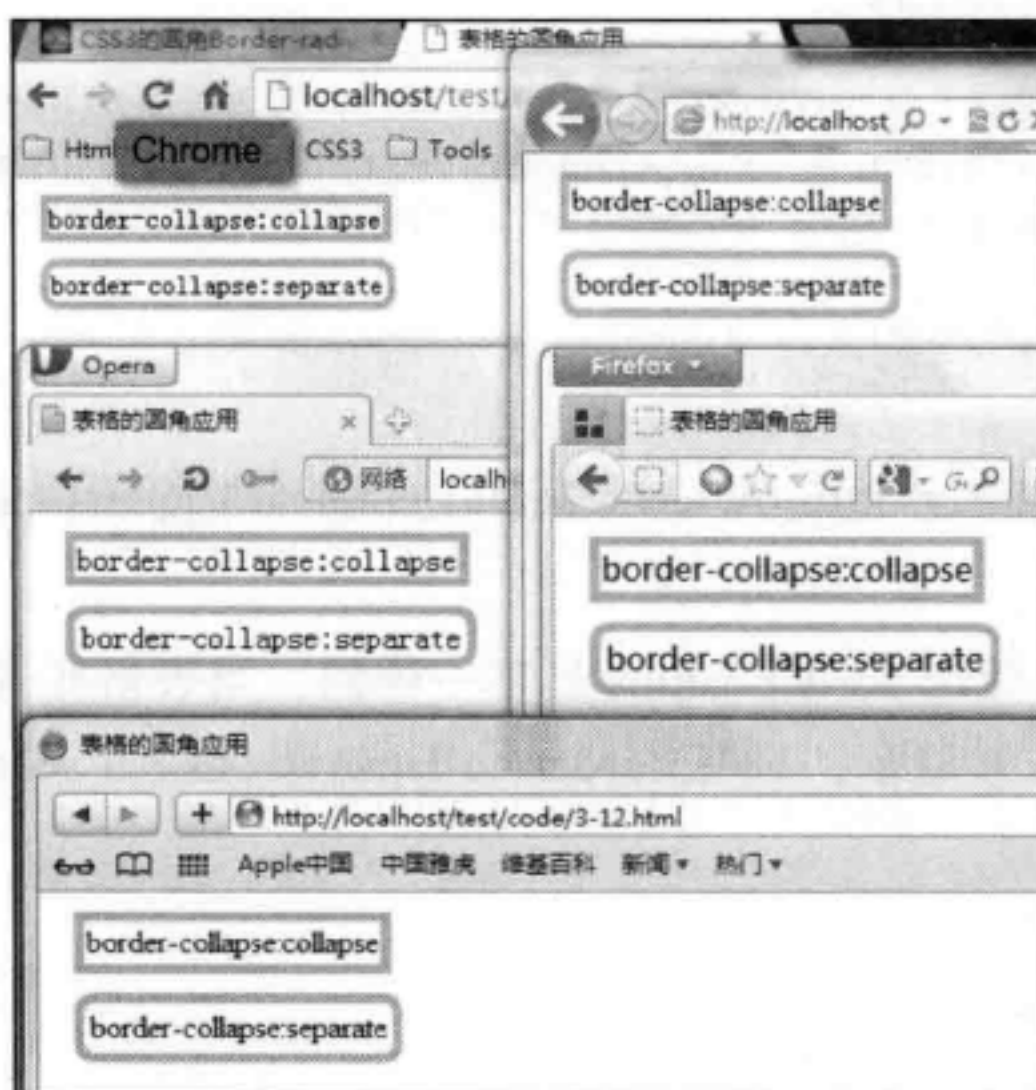 CSS3的圆角Border-rad
表格的圆角应用
localhost/test
Html
Chrome
CSS3
Tools
border-collapse:collapse
border-collapse:separate
http://localhost
border-collapse:collapse
border-collapse:separate
Opera
表格的圆角应用
网络
localh
border-collapse:collapse
border-collapse:separate
Firefox
表格的圆角应用
border-collapse:collapse
border-collapse:separate
表格的圆角应用
http://localhost/test/code/3-12.html
Apple中国 中国雅虎 维基百科 新闻 热门
border-collapse:collapse
border-collapse:separate